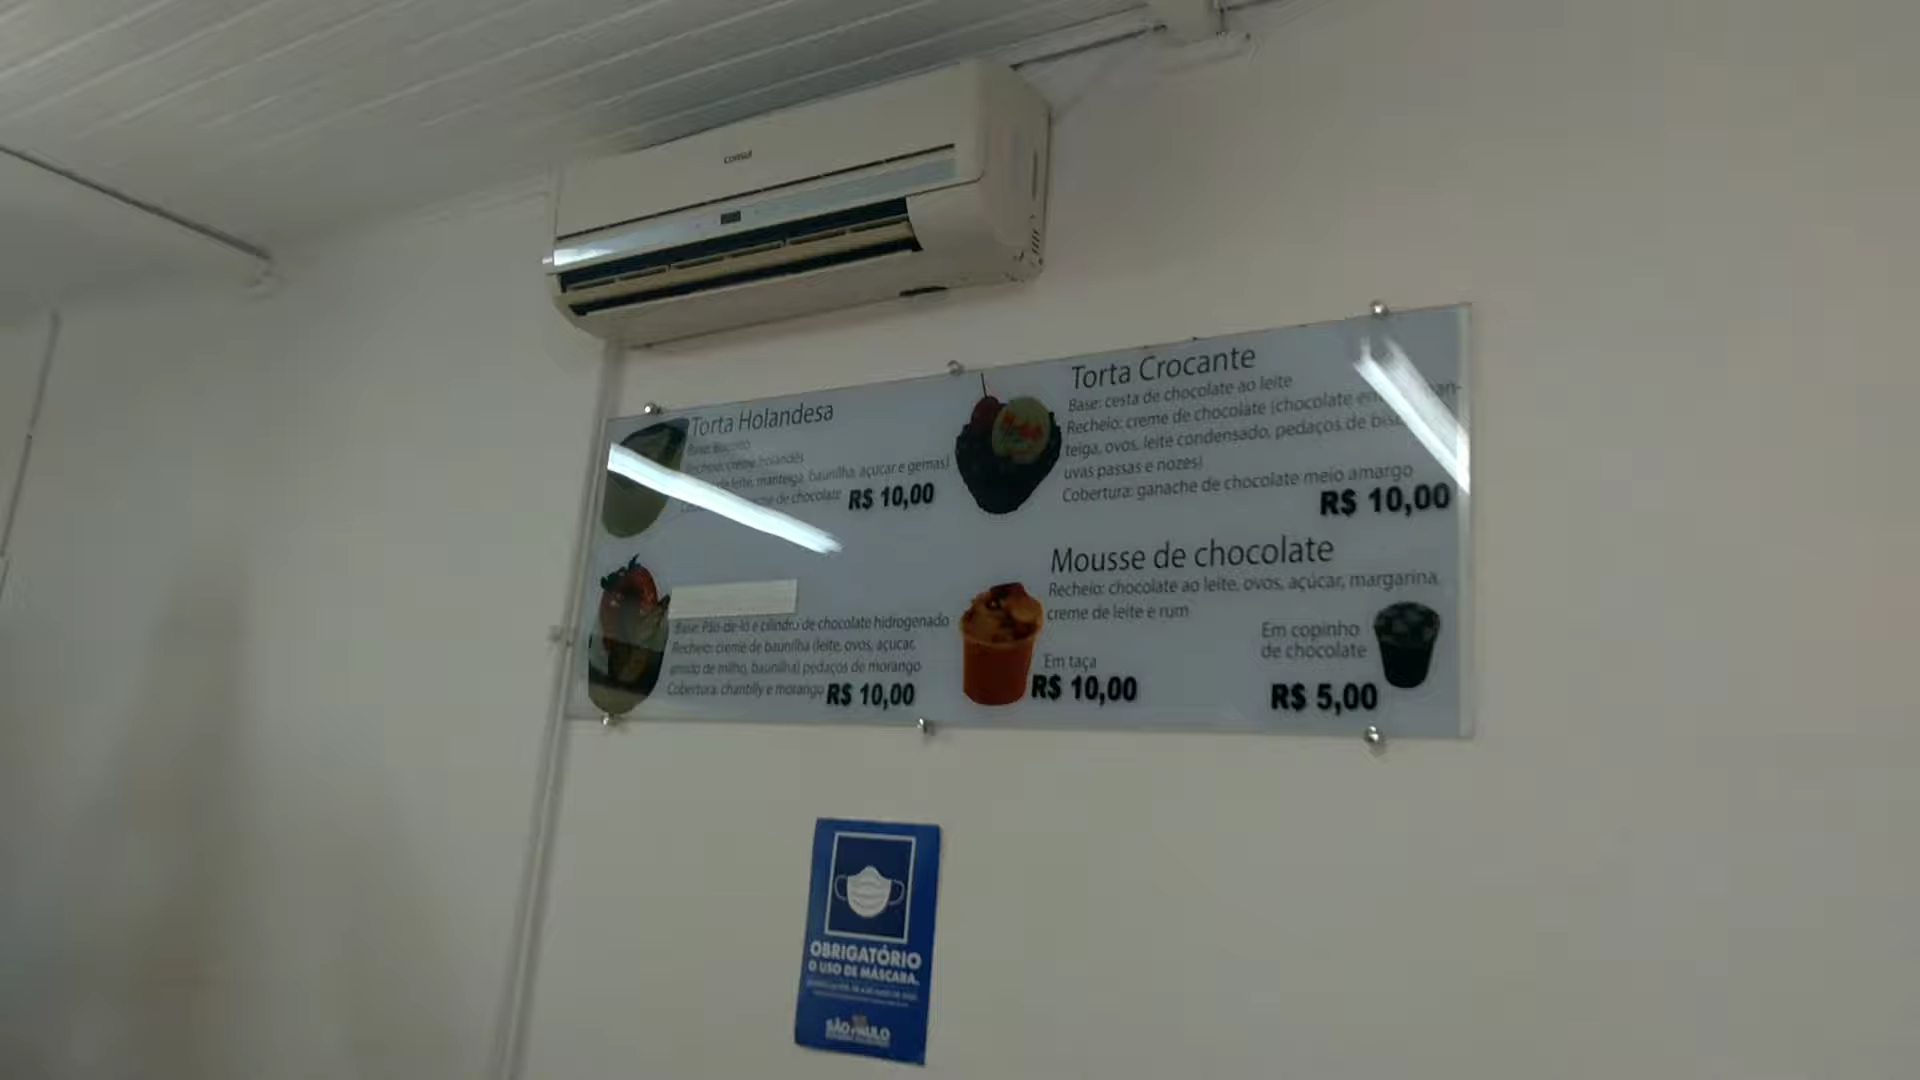 consul
Torta Holandesa
Base: Biscoito
Recheio: creme holandês
de leite, manteiga, baunilha, açúcar e gemas)
de chocolate
R$ 10,00
Torta Crocante
Base: cesta de chocolate ao leite
Recheio: creme de chocolate (chocolate em
teiga, ovos, leite condensado, pedaços de
uvas passas e nozes)
Cobertura: ganache de chocolate meio amargo
R$ 10,00
Base: Pão-de-ló e cilindro de chocolate hidrogenado
Recheio: creme de baunilha (leite, ovos, açucar,
amido de milho, baunilha) pedaços de morango
Cobertura: chantilly e morango
R$ 10,00
Mousse de chocolate
Recheio: chocolate ao leite, ovos, açúcar, margarina,
creme de leite e rum
Em taça
R$ 10,00
Em copinho
de chocolate
R$ 5,00
OBRIGATÓRIO
O USO DE MÁSCARA.
SÃO PAULO